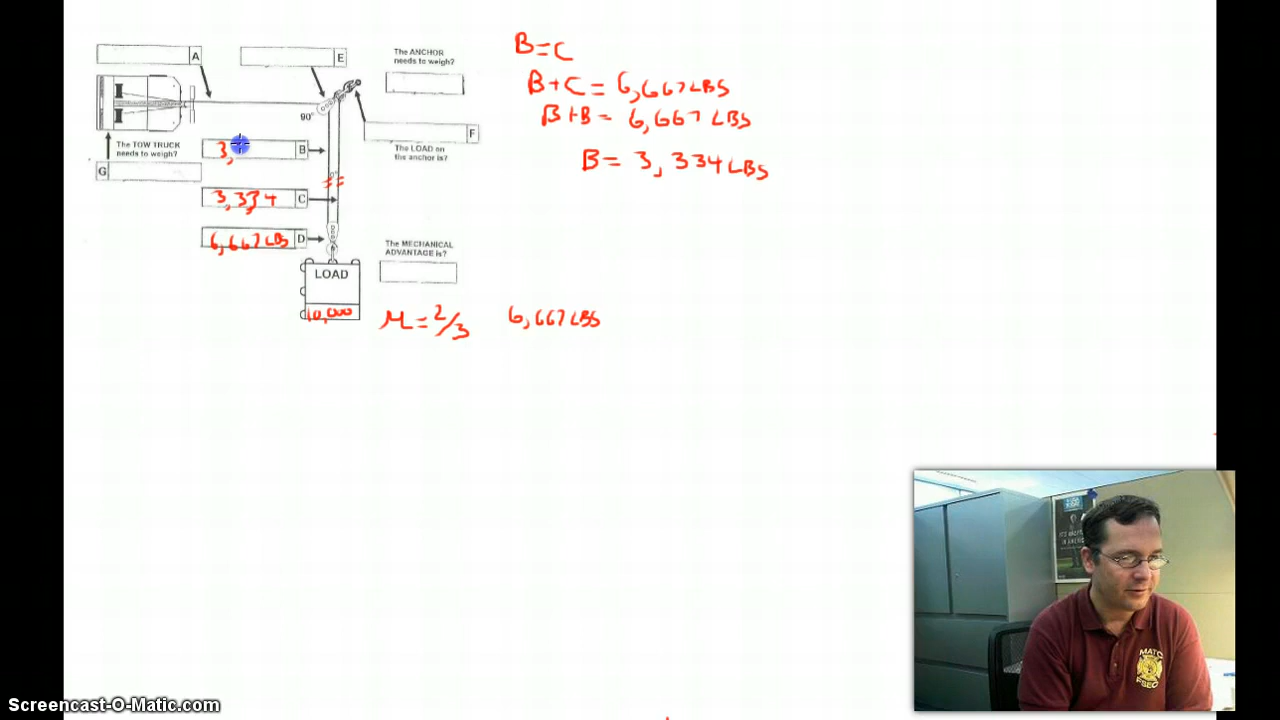 A
E
The ANCHOR
needs to weigh?
B=C
B+C = 6,667 LBS
B+B = 6,667 LBS
B= 3,334 LBS
90°
F
The LOAD on
the anchor is?
The TOW TRUCK
needs to weigh?
G
3,
B
3,334
C
6,667 LBS
D
The MECHANICAL
ADVANTAGE is?
LOAD
10,000
M = 2/3
6,667 LBS
MATC
Screencast-O-Matic.com